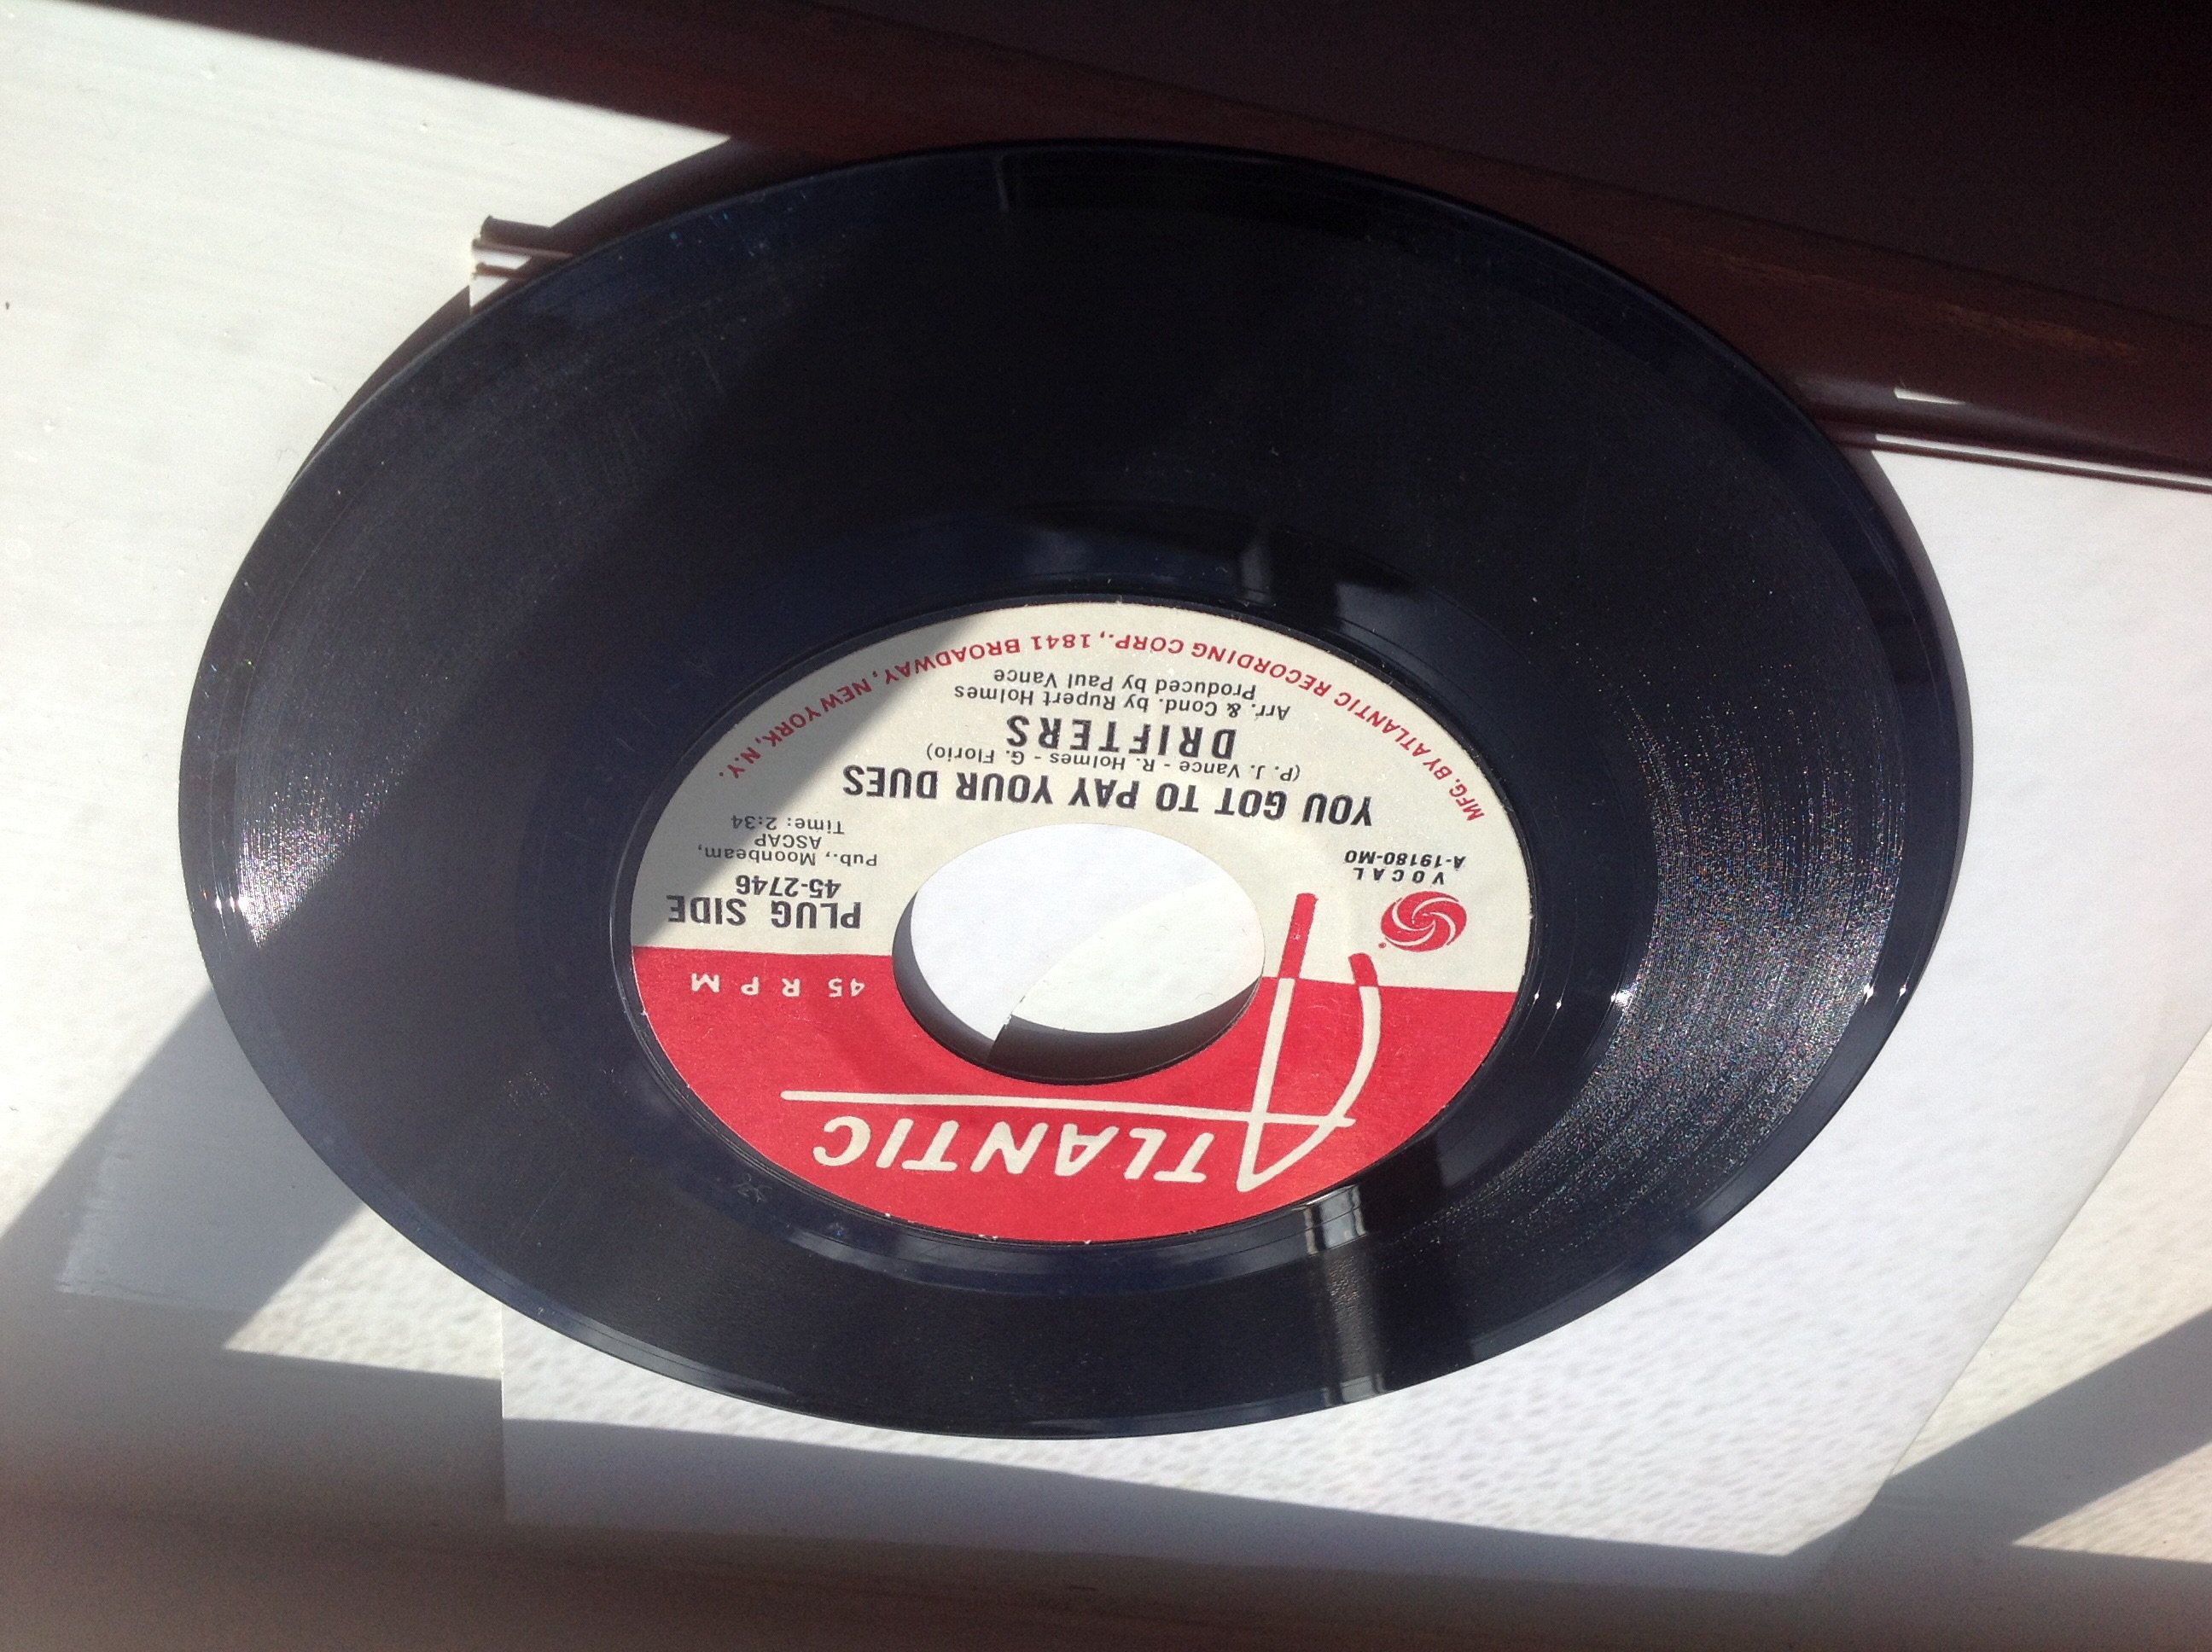 ATLANTIC
45 RPM
PLUG SIDE
45-2746
VOCAL
A-19180-MO
Pub., Moonbeam,
ASCAP
Time: 2:34
YOU GOT TO PAY YOUR DUES
(P. J. Vance - R. Holmes - G. Florio)
DRIFTERS
Arr. & Cond. by Rupert Holmes
Produced by Paul Vance
MFG. BY ATLANTIC RECORDING CORP., 1841 BROADWAY, NEW YORK, N.Y.